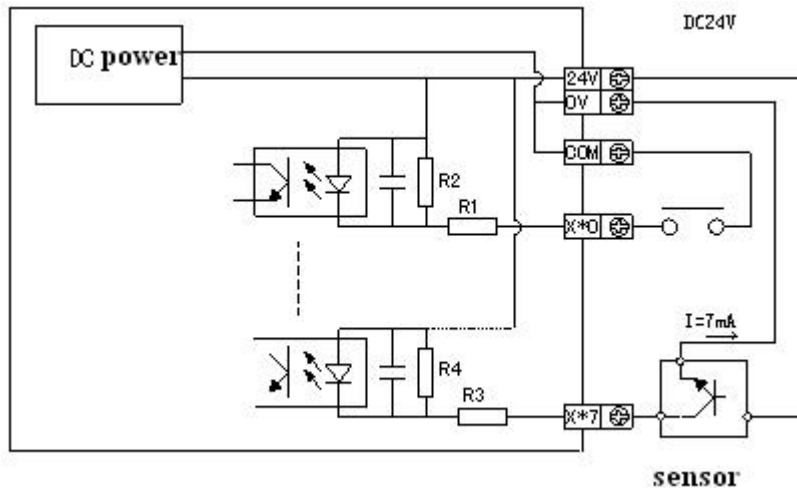 DC24V
DC power
24V
0V
COM
R2
R1
X*0
I=7mA
R4
R3
X*7
sensor